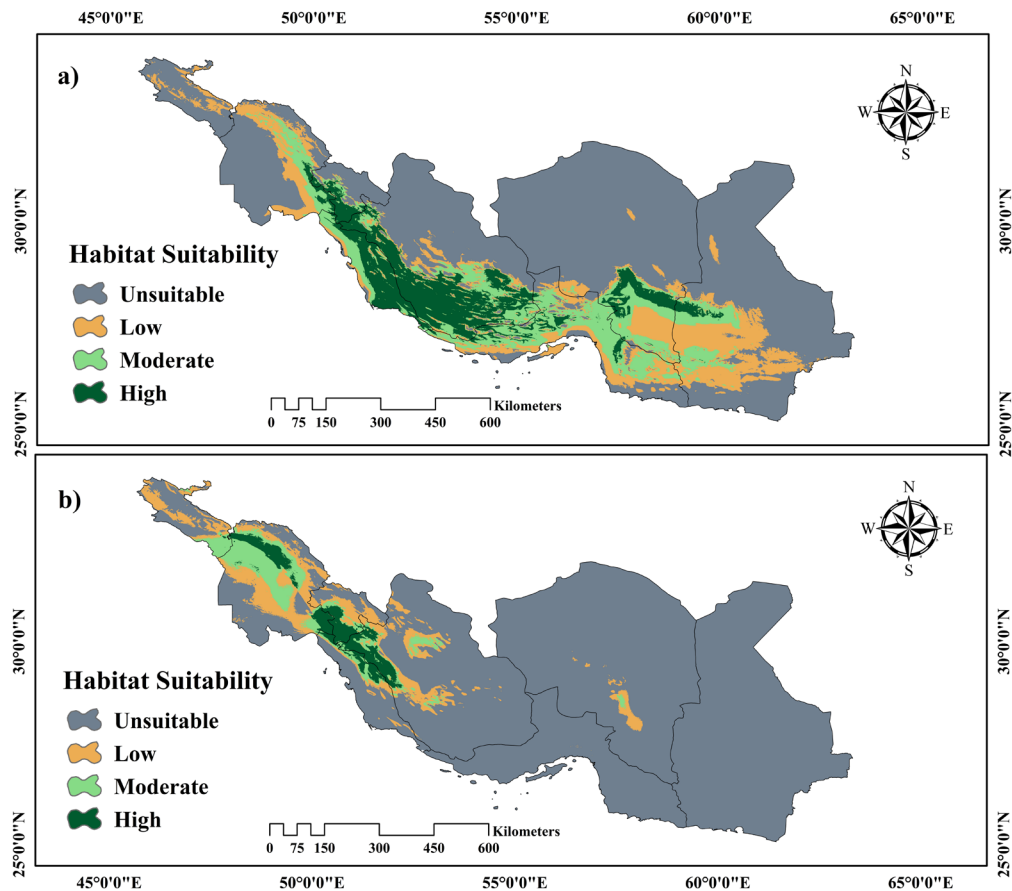 45°0'0"E 50°0'0"E 55°0'0"E 60°0'0"E 65°0'0"E
a)
N
W E
S
30°0'0"N 30°0'0"N
Habitat Suitability
Unsuitable
Low
Moderate
High
Kilometers
0 75 150 300 450 600
25°0'0"N 25°0'0"N
b)
N
W E
S
30°0'0"N 30°0'0"N
Habitat Suitability
Unsuitable
Low
Moderate
High
Kilometers
0 75 150 300 450 600
25°0'0"N 25°0'0"N
45°0'0"E 50°0'0"E 55°0'0"E 60°0'0"E 65°0'0"E